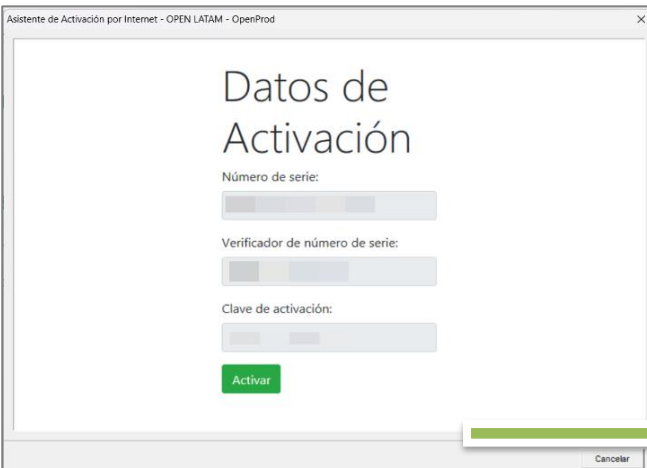 Asistente de Activación por Internet - OPEN LATAM - OpenProd
Datos de
Activación
Número de serie:
Verificador de número de serie:
Clave de activación:
Activar
Cancelar